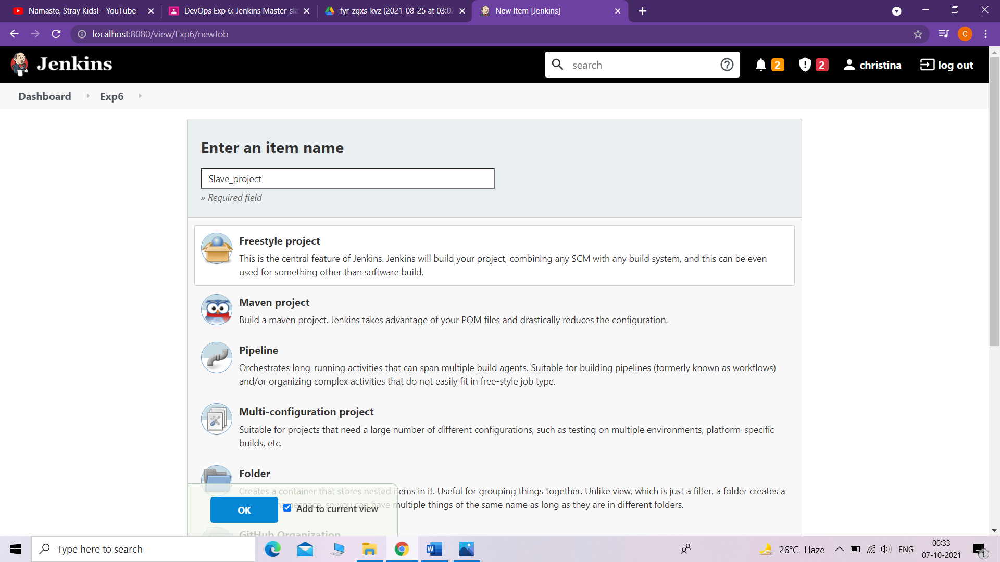 Namaste, Stray Kids! - YouTube
DevOps Exp 6: Jenkins Master-sla
fyr-zgxs-kvz (2021-08-25 at 03:02
New Item [Jenkins]
localhost:8080/view/Exp6/newJob
C
Jenkins
search
2
2
christina
log out
Dashboard
Exp6
Enter an item name
Slave_project
» Required field
Freestyle project
This is the central feature of Jenkins. Jenkins will build your project, combining any SCM with any build system, and this can be even
used for something other than software build.
Maven project
Build a maven project. Jenkins takes advantage of your POM files and drastically reduces the configuration.
Pipeline
Orchestrates long-running activities that can span multiple build agents. Suitable for building pipelines (formerly known as workflows)
and/or organizing complex activities that do not easily fit in free-style job type.
Multi-configuration project
Suitable for projects that need a large number of different configurations, such as testing on multiple environments, platform-specific
builds, etc.
Folder
Creates a container that stores nested items in it. Useful for grouping things together. Unlike view, which is just a filter, a folder creates a
namespace, so you can have multiple things of the same name as long as they are in different folders.
OK
Add to current view
GitHub Organization
Type here to search
26°C Haze
ENG
00:33
07-10-2021
1